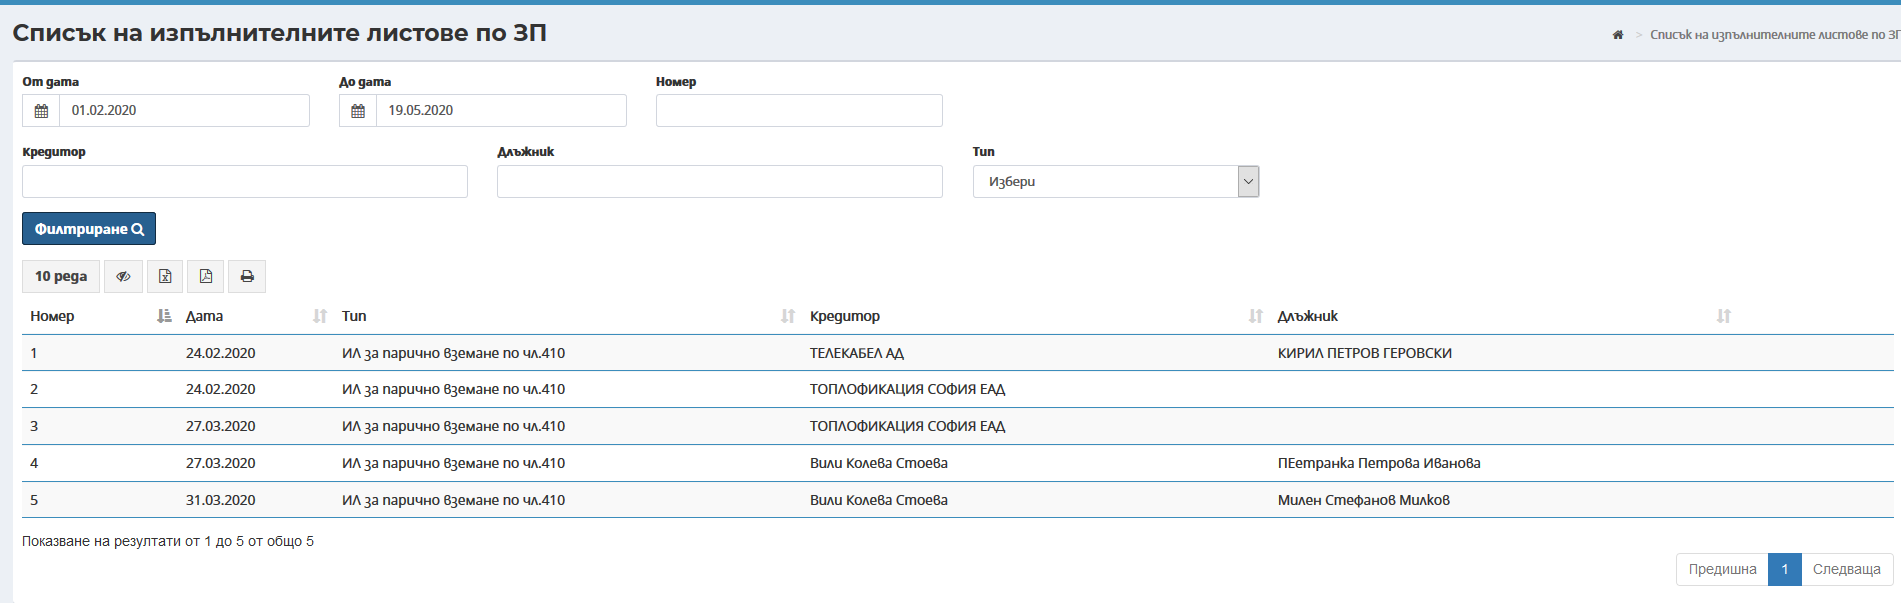 Списък на изпълнителните листове по ЗП
> Списък на изпълнителните листове по ЗП
От дата До дата Номер
01.02.2020 19.05.2020
Кредитор Длъжник Тип
Избери
Филтриране
10 реда
Номер Дата Тип Кредитор Длъжник
1 24.02.2020 ИЛ за парично вземане по чл.410 ТЕЛЕКАБЕЛ АД КИРИЛ ПЕТРОВ ГЕРОВСКИ
2 24.02.2020 ИЛ за парично вземане по чл.410 ТОПЛОФИКАЦИЯ СОФИЯ ЕАД
3 27.03.2020 ИЛ за парично вземане по чл.410 ТОПЛОФИКАЦИЯ СОФИЯ ЕАД
4 27.03.2020 ИЛ за парично вземане по чл.410 Вили Колева Стоева ПЕетранка Петрова Иванова
5 31.03.2020 ИЛ за парично вземане по чл.410 Вили Колева Стоева Милен Стефанов Милков
Показване на резултати от 1 до 5 от общо 5
Предишна 1 Следваща